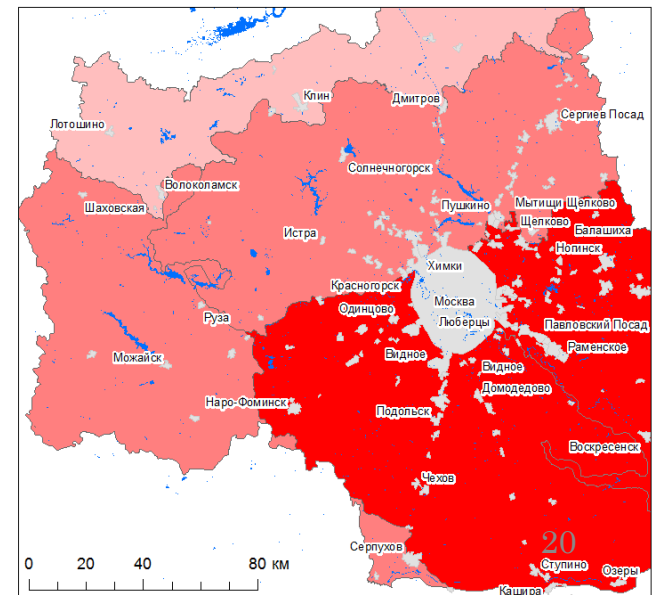 Клин
Дмитров
Лотошино
Сергиев Посад
Солнечногорск
Волоколамск
Шаховская
Пушкино
Мытищи
Щелково
Щелково
Балашиха
Истра
Ногинск
Химки
Красногорск
Москва
Одинцово
Люберцы
Руза
Павловский Посад
Раменское
Можайск
Видное
Видное
Домодедово
Наро-Фоминск
Подольск
Воскресенск
Чехов
20
Серпухов
Ступино
Озеры
Кашира
0 20 40 80 км